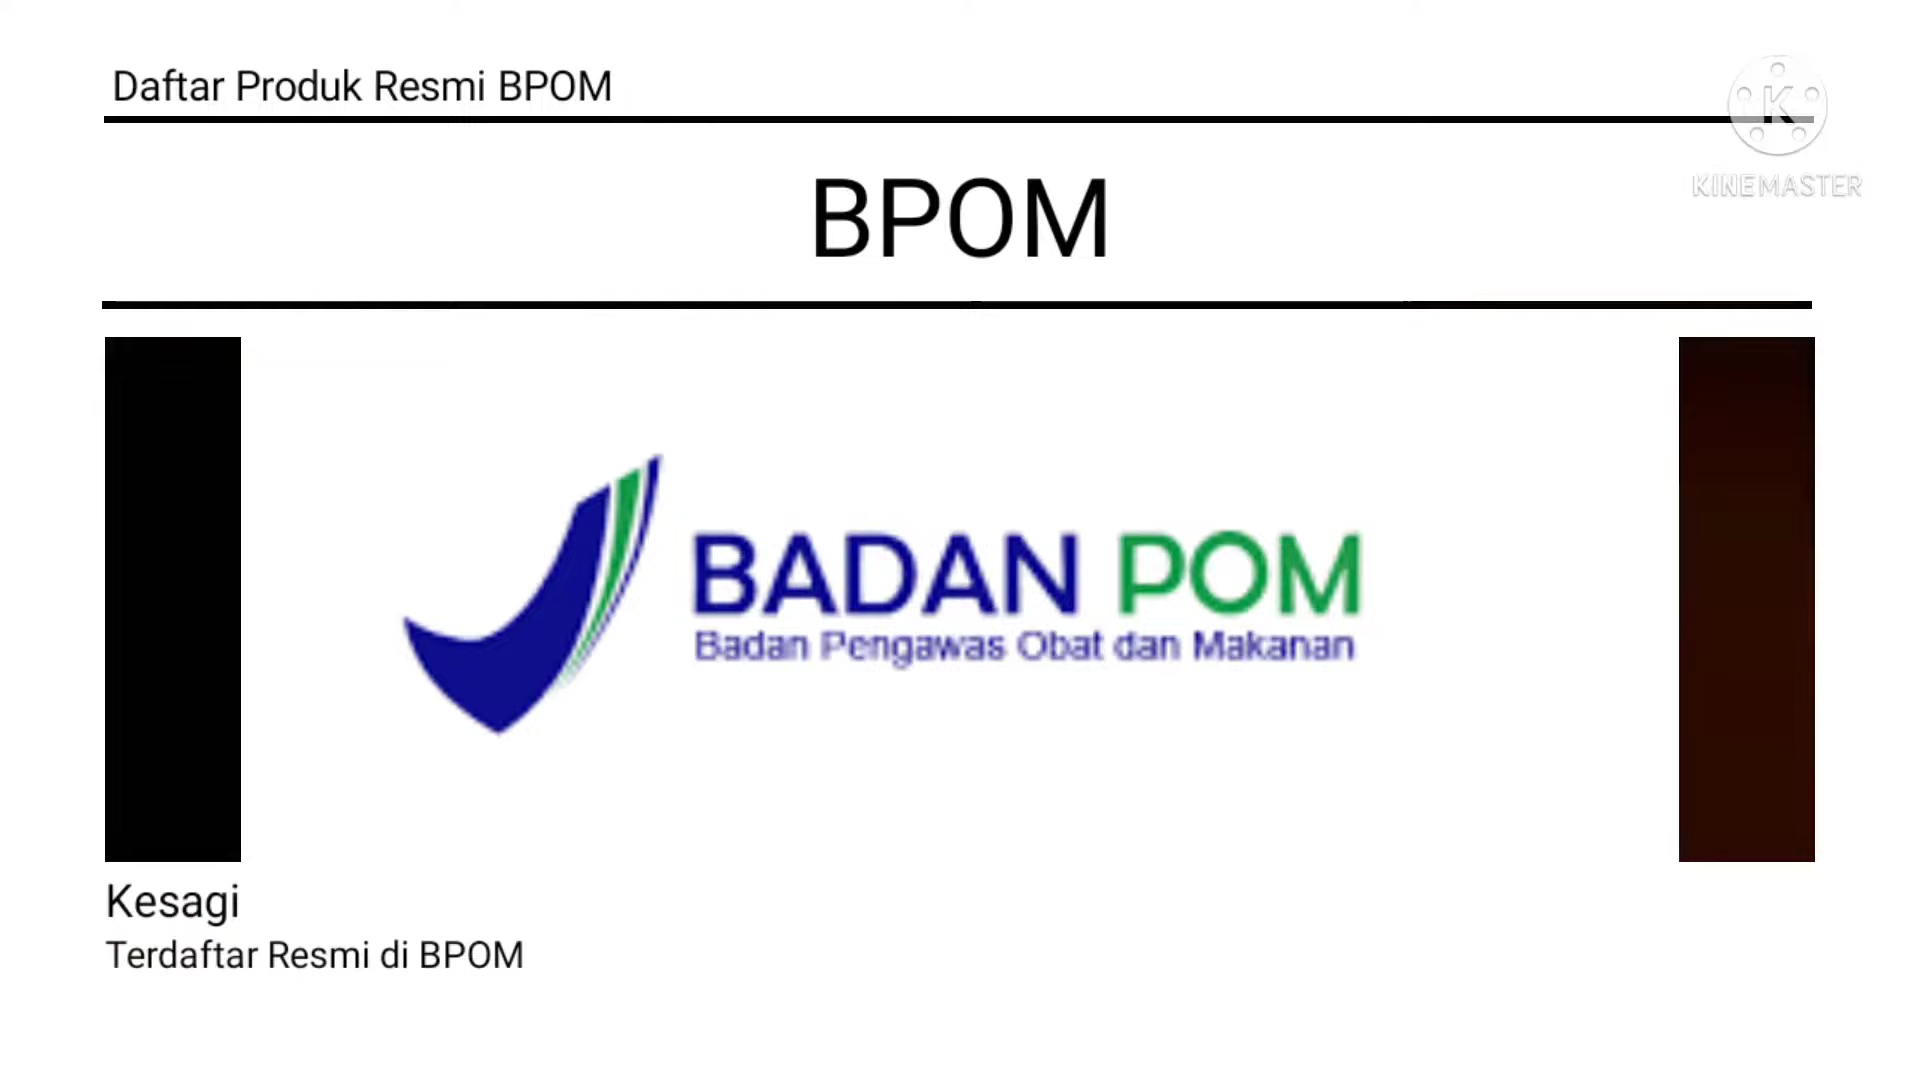 Daftar Produk Resmi BPOM
K
KINEMASTER
BPOM
BADAN POM
Badan Pengawas Obat dan Makanan
Kesagi
Terdaftar Resmi di BPOM